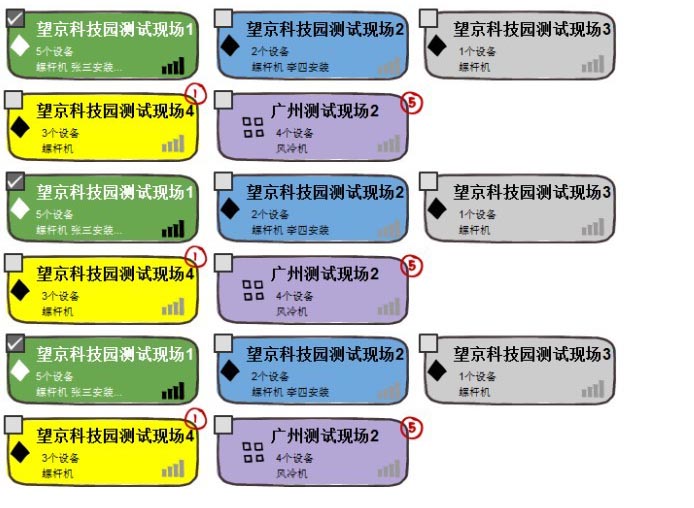 望京科技园测试现场1
5个设备
螺杆机 张三安装...
望京科技园测试现场2
2个设备
螺杆机 李四安装
望京科技园测试现场3
1个设备
螺杆机
1
望京科技园测试现场4
3个设备
螺杆机
5
广州测试现场2
4个设备
风冷机
望京科技园测试现场1
5个设备
螺杆机 张三安装...
望京科技园测试现场2
2个设备
螺杆机 李四安装
望京科技园测试现场3
1个设备
螺杆机
1
望京科技园测试现场4
3个设备
螺杆机
5
广州测试现场2
4个设备
风冷机
望京科技园测试现场1
5个设备
螺杆机 张三安装...
望京科技园测试现场2
2个设备
螺杆机 李四安装
望京科技园测试现场3
1个设备
螺杆机
1
望京科技园测试现场4
3个设备
螺杆机
5
广州测试现场2
4个设备
风冷机